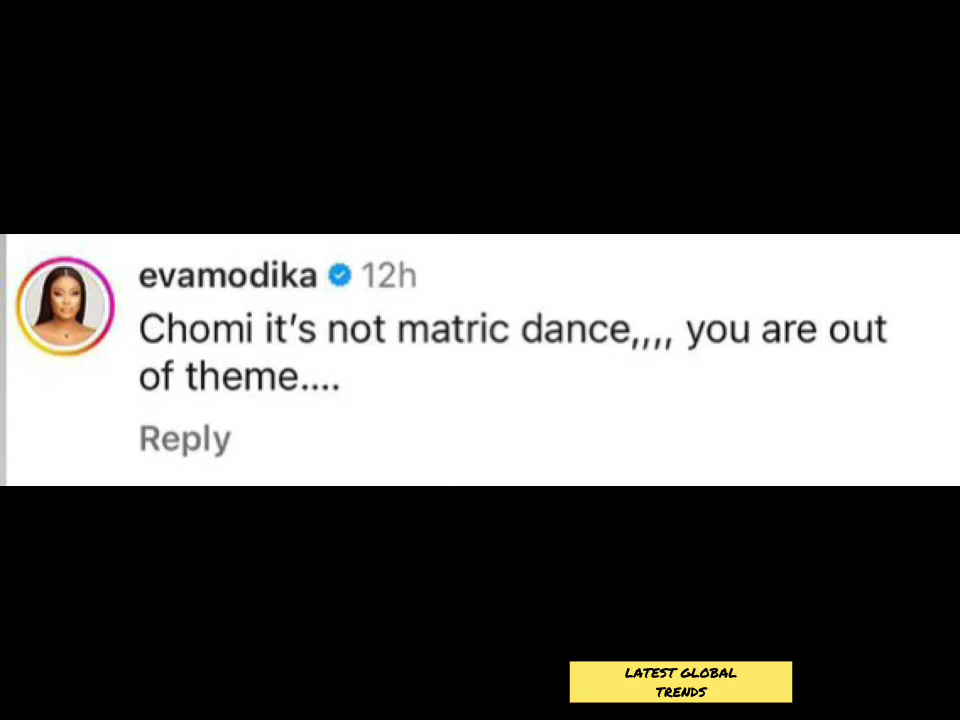 evamodika 12h
Chomi it's not matric dance,,,, you are out
of theme....
Reply
LATEST GLOBAL
TRENDS